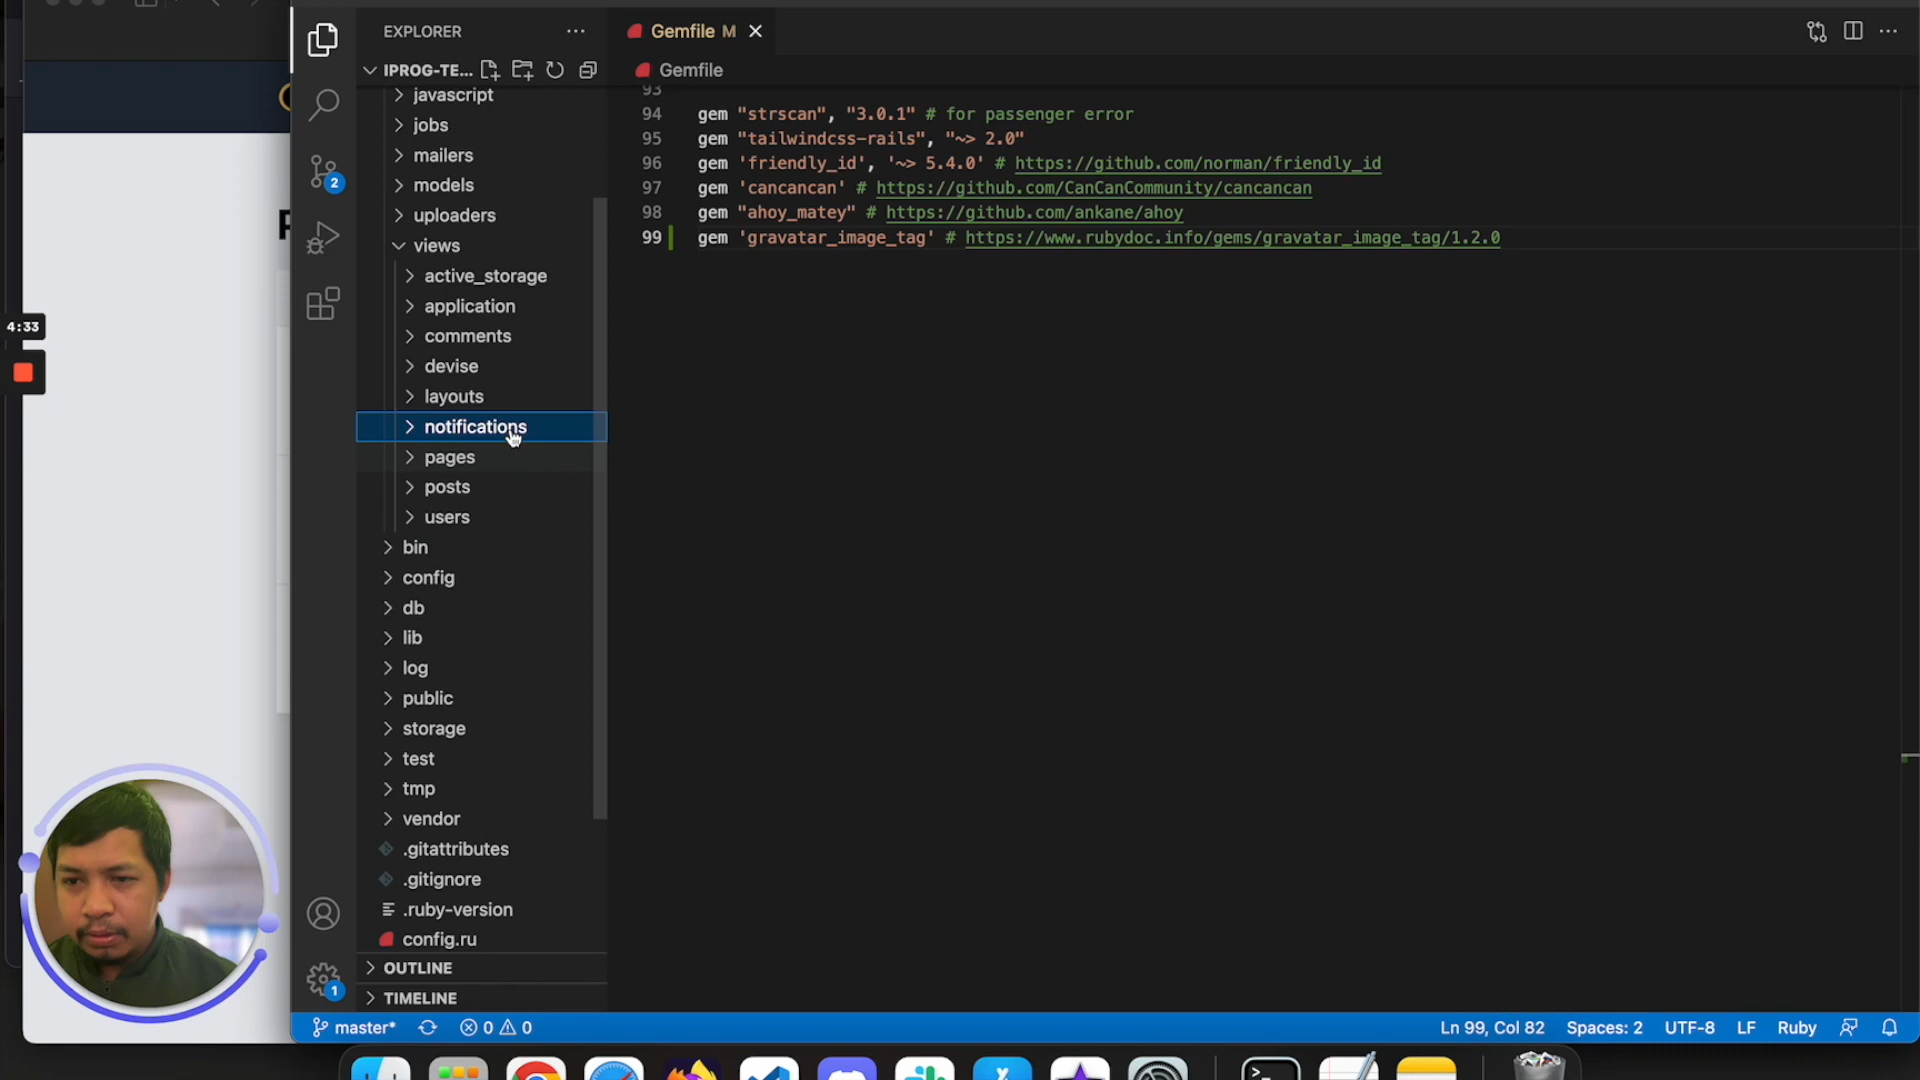 EXPLORER
IPROG-TE...
javascript
jobs
mailers
models
uploaders
views
active_storage
application
comments
devise
layouts
notifications
pages
posts
users
bin
config
db
lib
log
public
storage
test
tmp
vendor
.gitattributes
.gitignore
.ruby-version
config.ru
OUTLINE
TIMELINE
2
1
4:33
Gemfile M
Gemfile
93
94 gem "strscan", "3.0.1" # for passenger error
95 gem "tailwindcss-rails", "~> 2.0"
96 gem 'friendly_id', '~> 5.4.0' # https://github.com/norman/friendly_id
97 gem 'cancancan' # https://github.com/CanCanCommunity/cancancan
98 gem "ahoy_matey" # https://github.com/ankane/ahoy
99 gem 'gravatar_image_tag' # https://www.rubydoc.info/gems/gravatar_image_tag/1.2.0
master* 0 0 Ln 99, Col 82 Spaces: 2 UTF-8 LF Ruby